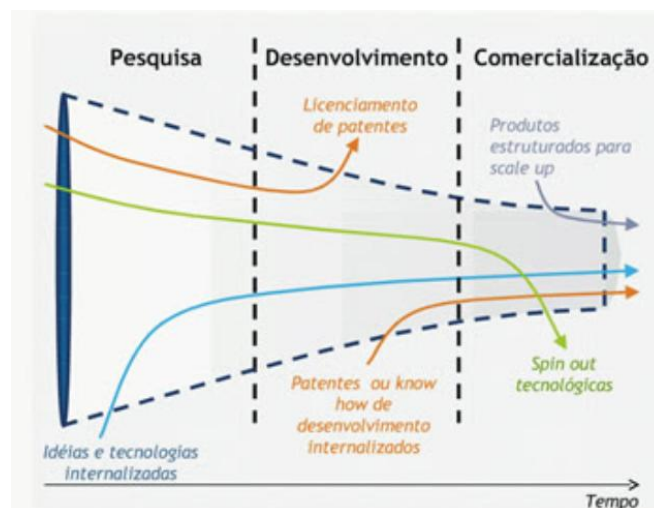 Pesquisa
Desenvolvimento
Comercialização
Licenciamento
de patentes
Produtos
estruturados para
scale up
Spin out
tecnológicas
Patentes ou know
how de
desenvolvimento
internalizados
Idéias e tecnologias
internalizadas
Tempo